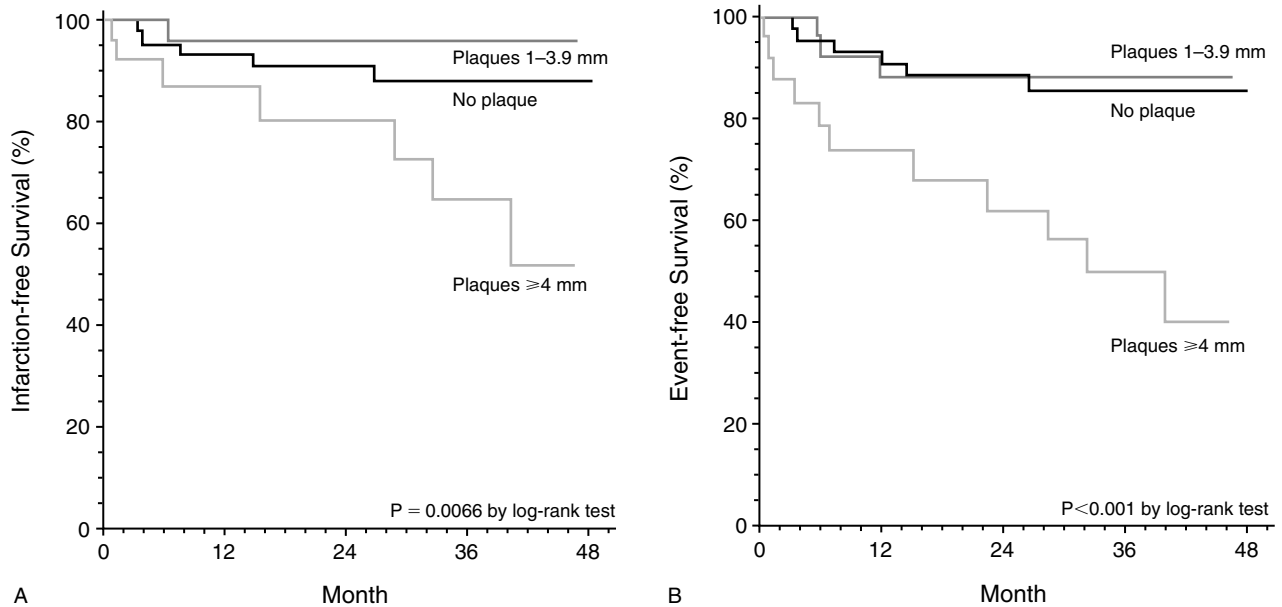 100
80
60
40
20
0
Infarction-free Survival (%)
Plaques 1–3.9 mm
No plaque
Plaques ⩾4 mm
P = 0.0066 by log-rank test
0 12 24 36 48
A
Month
100
80
60
40
20
0
Event-free Survival (%)
Plaques 1–3.9 mm
No plaque
Plaques ⩾4 mm
P<0.001 by log-rank test
0 12 24 36 48
B
Month